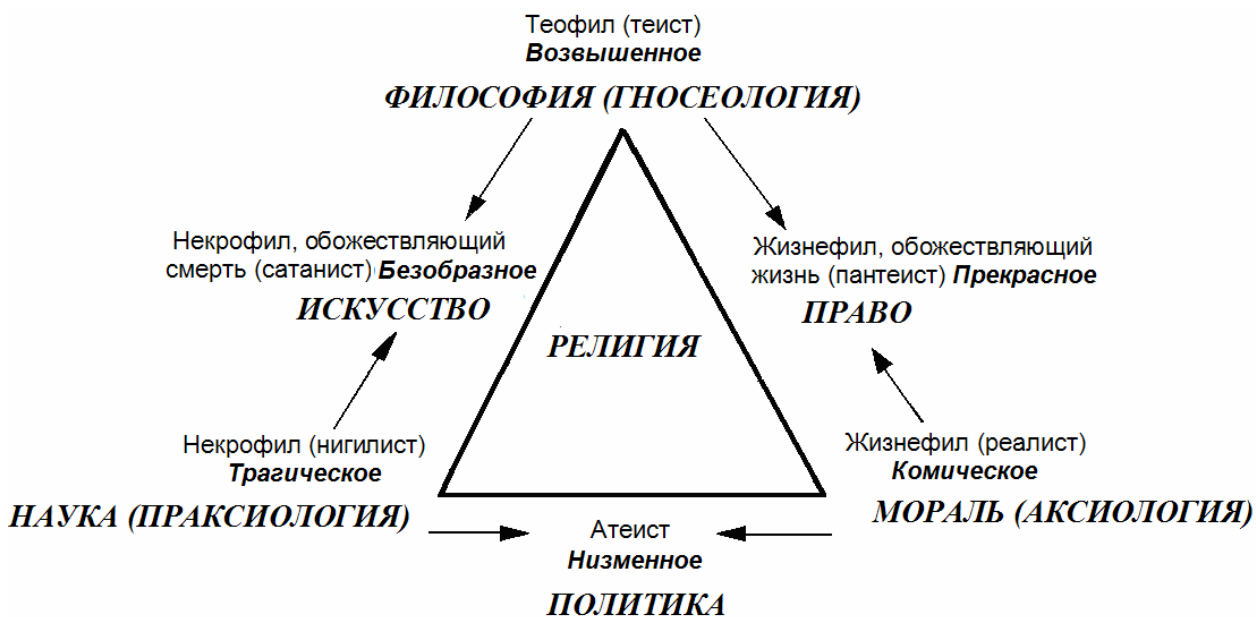 Теофил (теист)
Возвышенное
ФИЛОСОФИЯ (ГНОСЕОЛОГИЯ)
Некрофил, обожествляющий
смерть (сатанист) Безобразное
ИСКУССТВО
Жизнефил, обожествляющий
жизнь (пантеист) Прекрасное
ПРАВО
РЕЛИГИЯ
Некрофил (нигилист)
Трагическое
НАУКА (ПРАКСИОЛОГИЯ)
Жизнефил (реалист)
Комическое
МОРАЛЬ (АКСИОЛОГИЯ)
Атеист
Низменное
ПОЛИТИКА